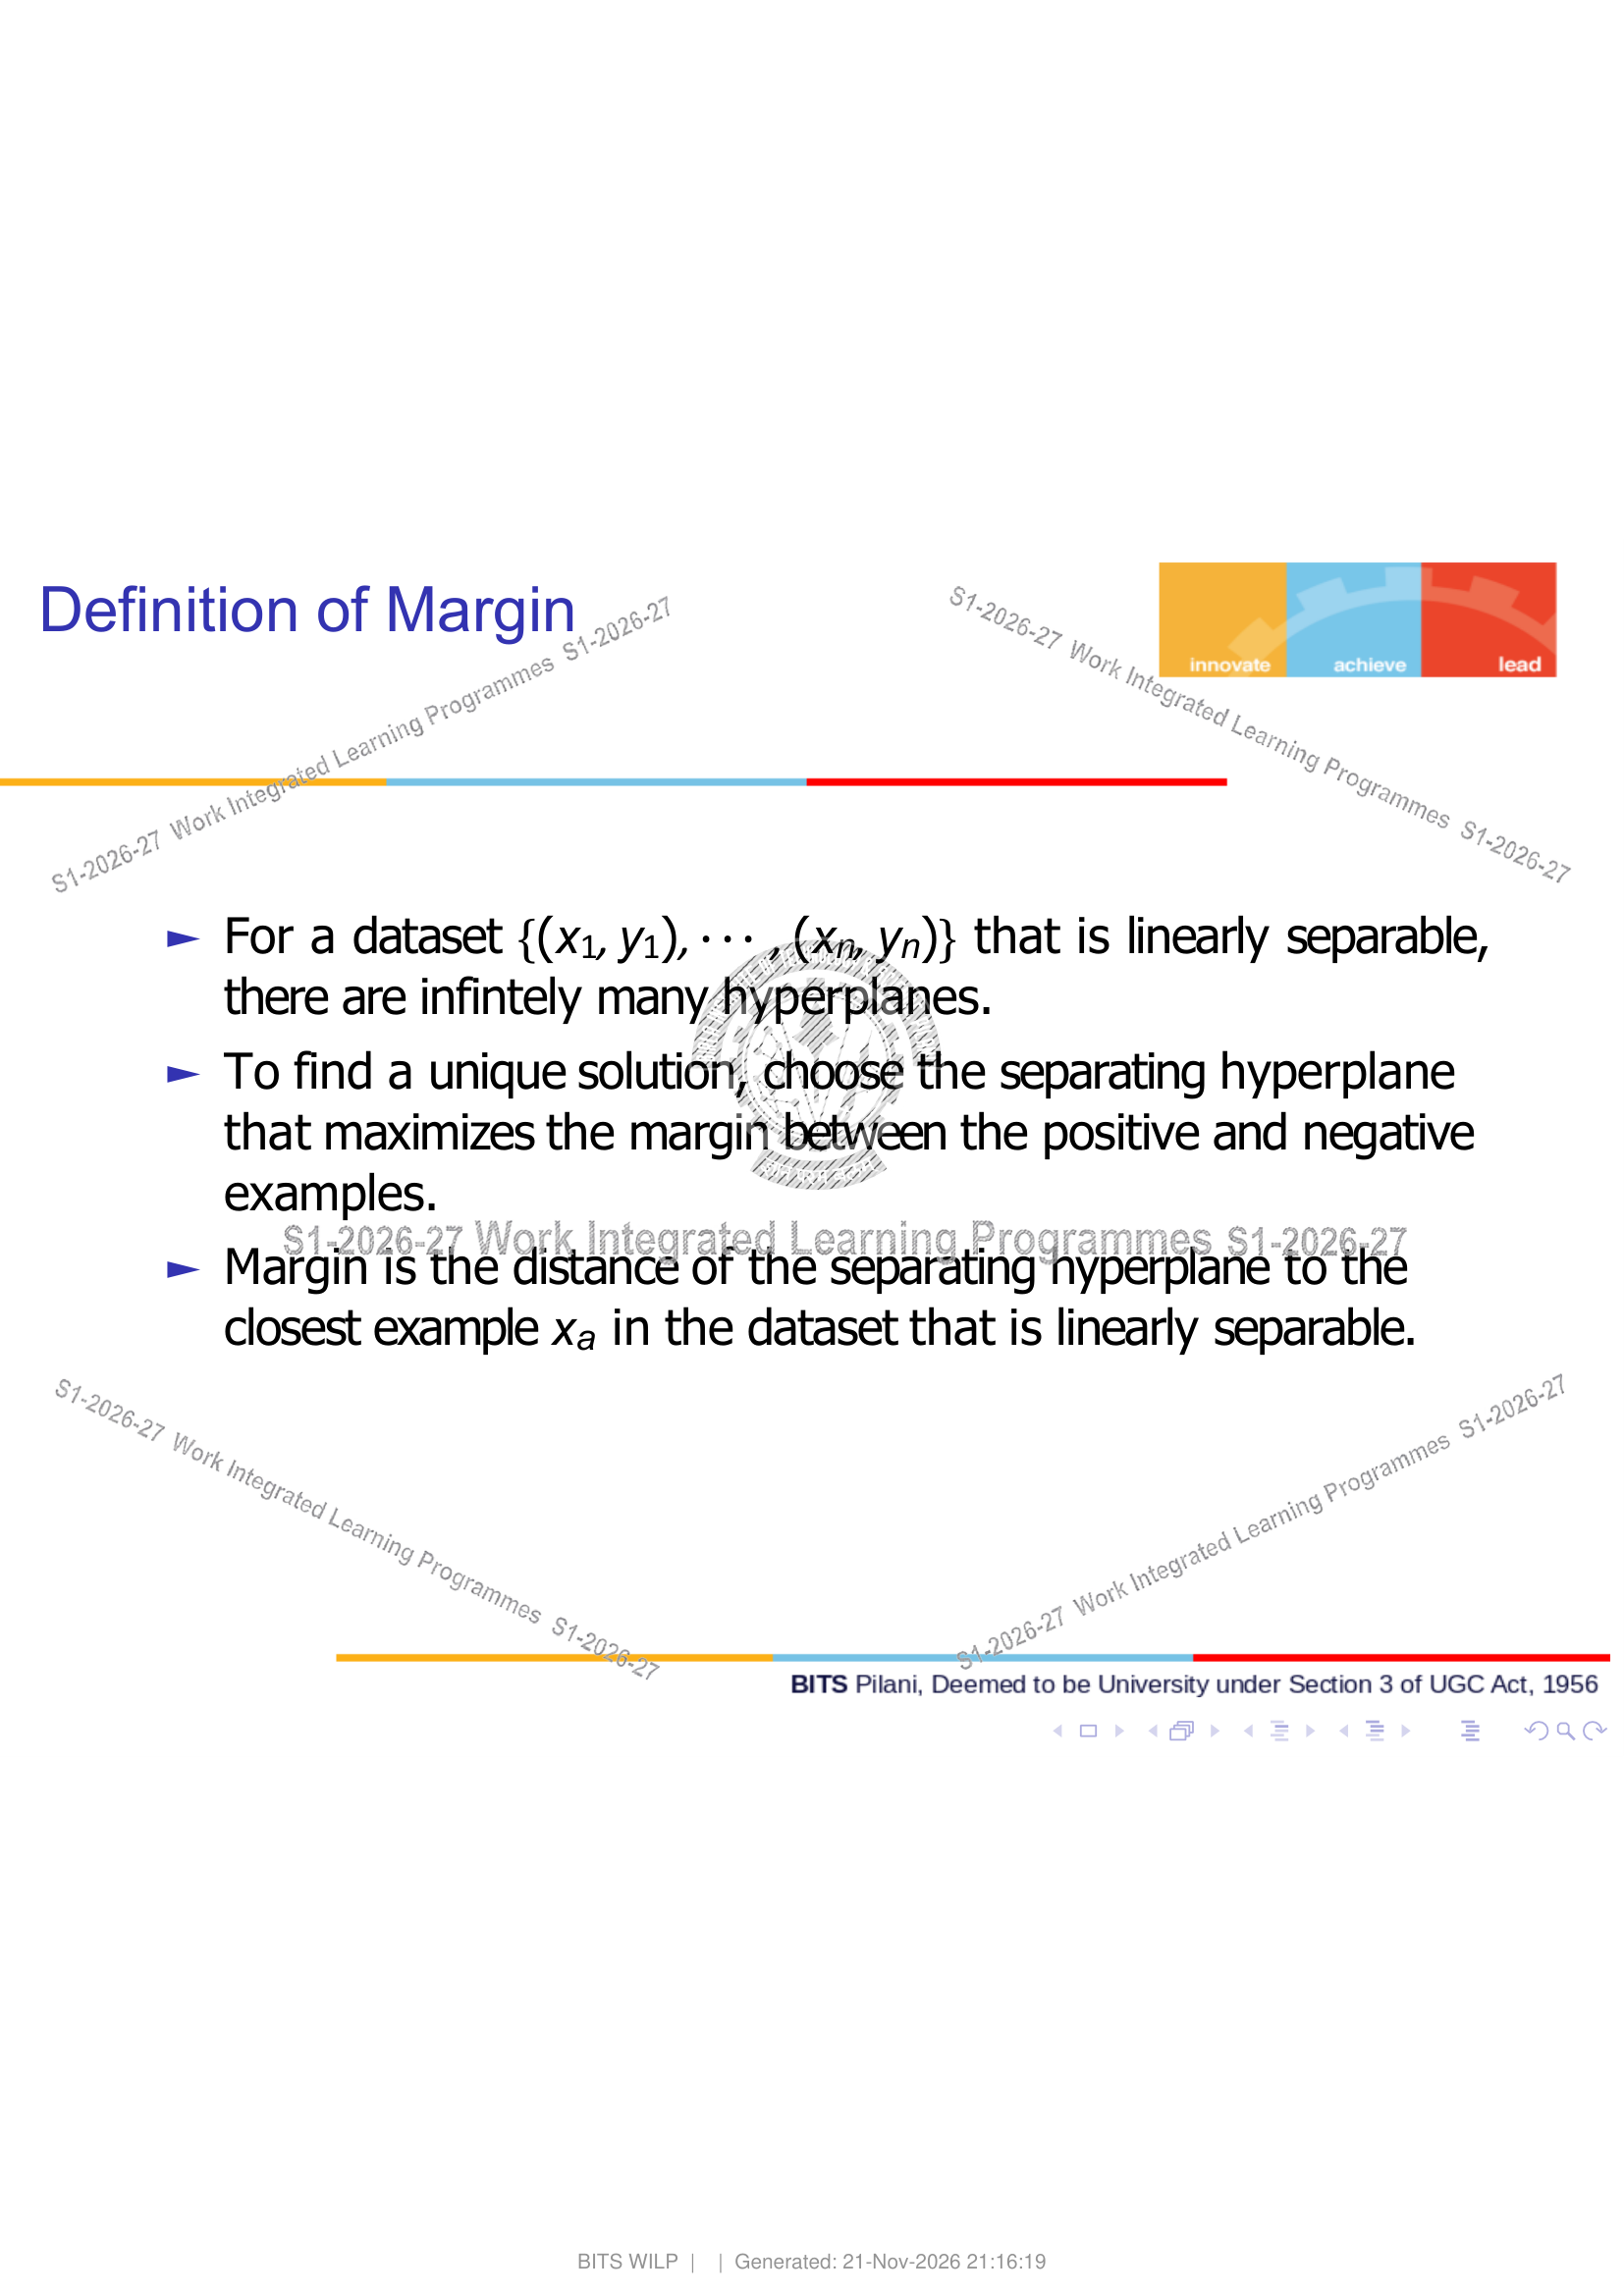 Definition of Margin
innovate achieve lead
S1-2026-27 Work Integrated Learning Programmes S1-2026-27
S1-2026-27 Work Integrated Learning Programmes S1-2026-27
► For a dataset {(x₁, y₁), · · · , (xₙ, yₙ)} that is linearly separable,
there are infintely many hyperplanes.
► To find a unique solution, choose the separating hyperplane
that maximizes the margin between the positive and negative
examples.
S1-2026-27 Work Integrated Learning Programmes S1-2026-27
► Margin is the distance of the separating hyperplane to the
closest example xₐ in the dataset that is linearly separable.
S1-2026-27 Work Integrated Learning Programmes S1-2026-27
S1-2026-27 Work Integrated Learning Programmes S1-2026-27
BITS Pilani, Deemed to be University under Section 3 of UGC Act, 1956
BITS WILP | | Generated: 21-Nov-2026 21:16:19